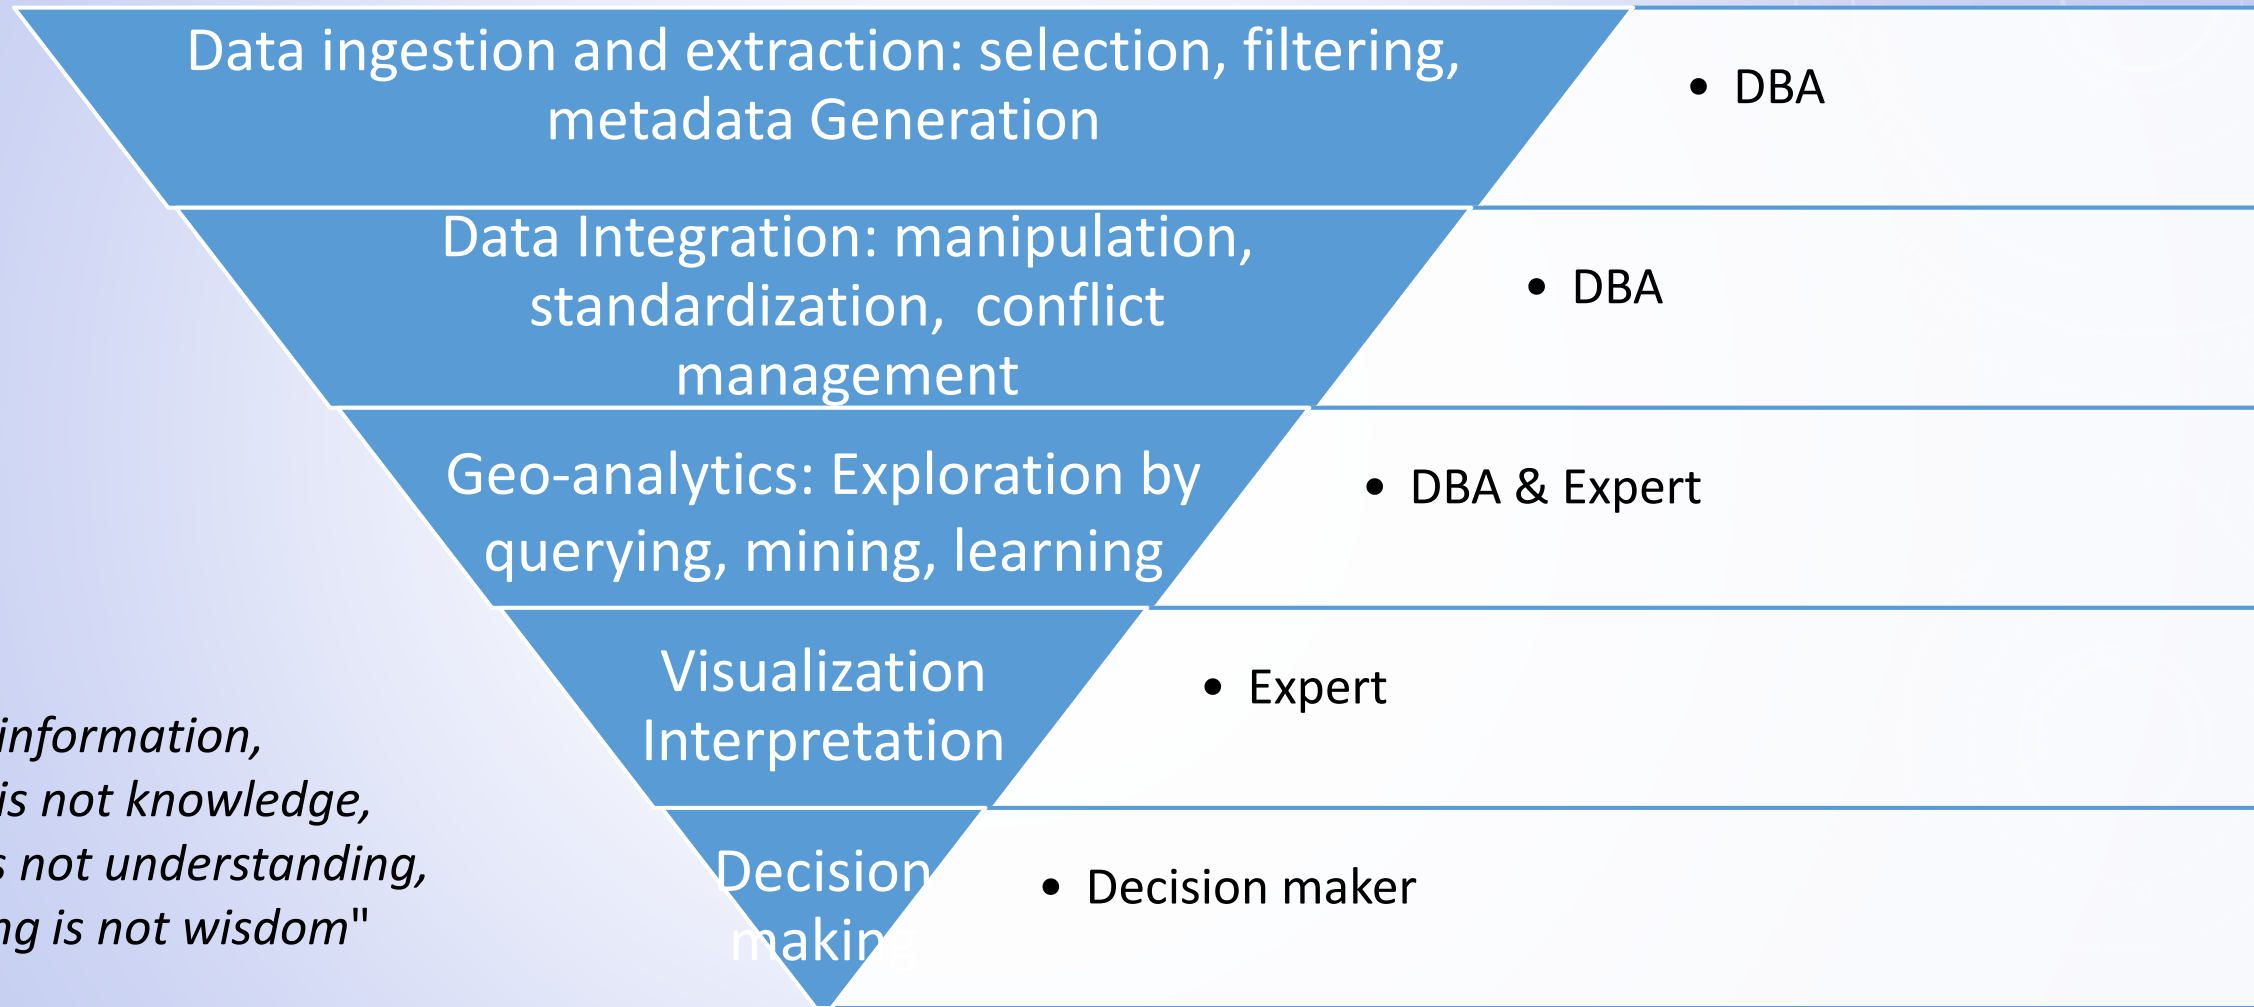 Data ingestion and extraction: selection, filtering,
metadata Generation
• DBA
Data Integration: manipulation,
standardization,  conflict
management
• DBA
Geo-analytics: Exploration by
querying, mining, learning
• DBA & Expert
Visualization
Interpretation
• Expert
Decision
making
• Decision maker
information,
is not knowledge,
not understanding,
is not wisdom"